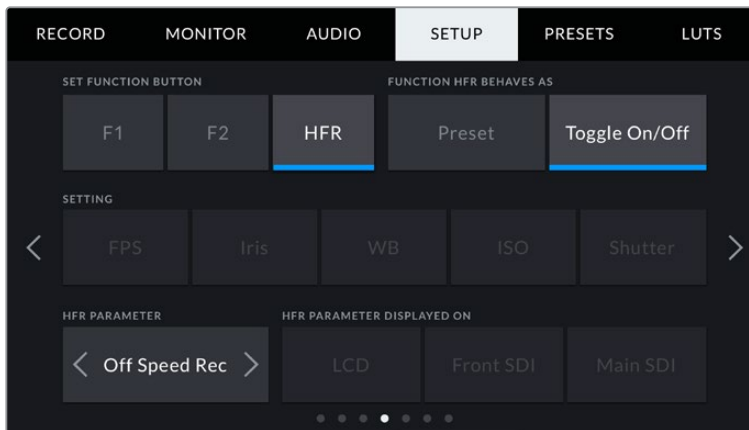 RECORD MONITOR AUDIO SETUP PRESETS LUTS
SET FUNCTION BUTTON FUNCTION HFR BEHAVES AS
F1 F2 HFR Preset Toggle On/Off
SETTING
FPS Iris WB ISO Shutter
HFR PARAMETER HFR PARAMETER DISPLAYED ON
Off Speed Rec LCD Front SDI Main SDI